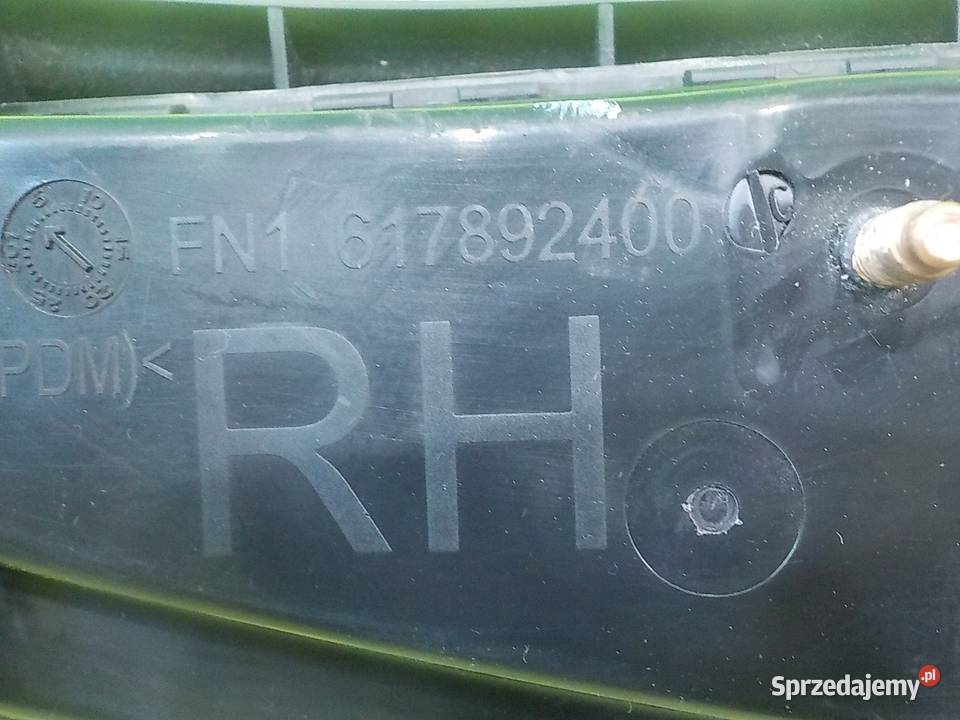 FN1 617892400
PDM)<
RH
Sprzedajemy.pl